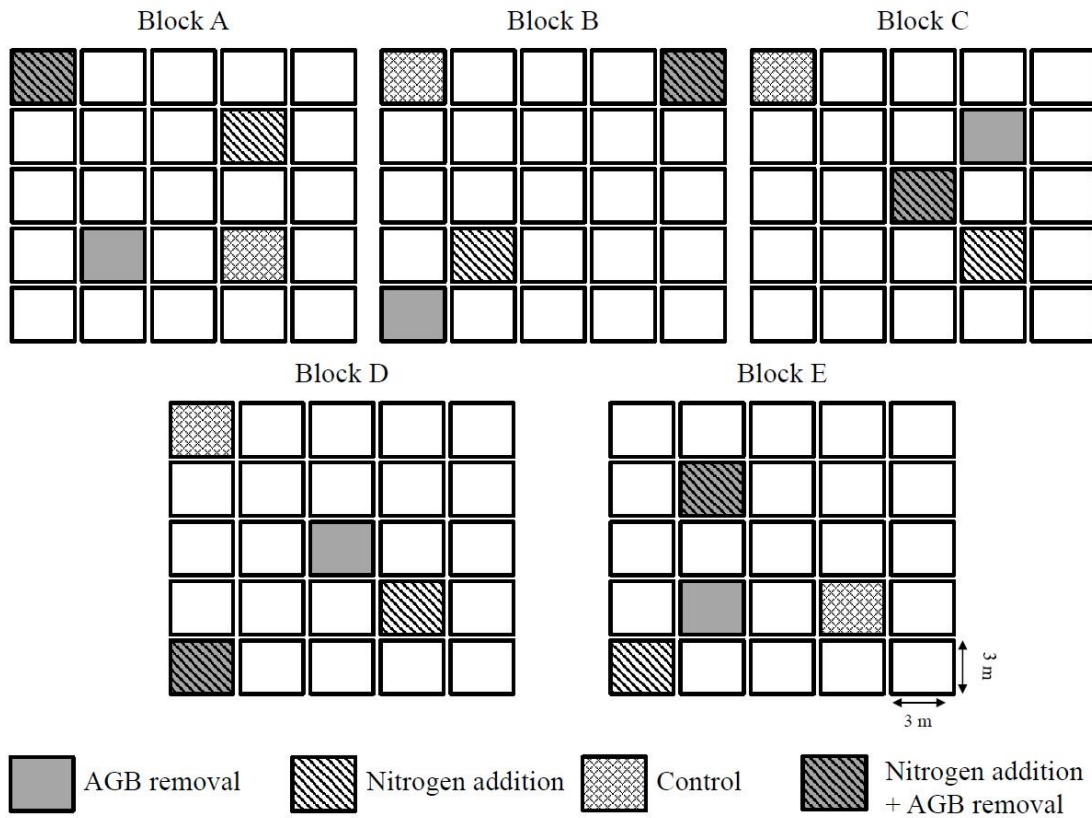 Block A
Block B
Block C
Block D
Block E
3 m
3 m
AGB removal
Nitrogen addition
Control
Nitrogen addition
+ AGB removal